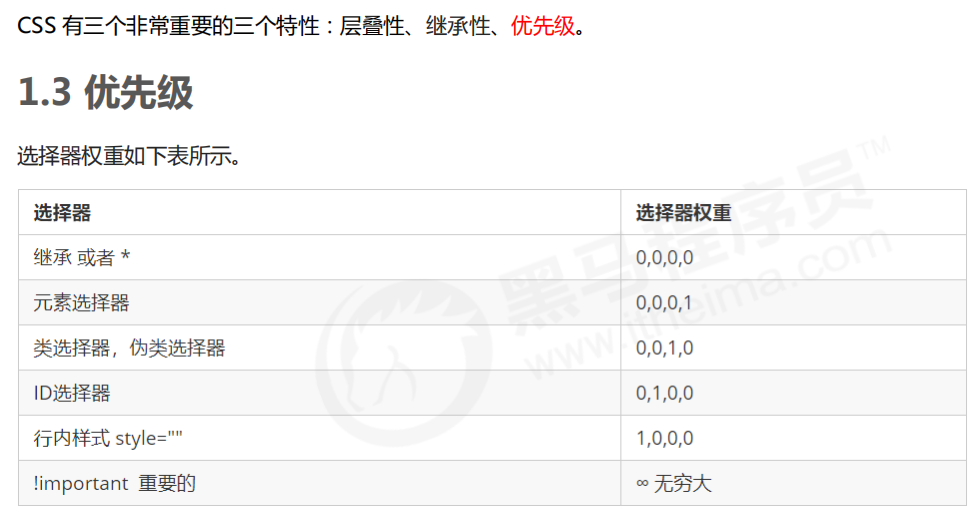 CSS 有三个非常重要的三个特性：层叠性、继承性、优先级。
1.3 优先级
选择器权重如下表所示。
选择器 选择器权重
继承 或者 * 0,0,0,0
元素选择器 0,0,0,1
类选择器，伪类选择器 0,0,1,0
ID选择器 0,1,0,0
行内样式 style="" 1,0,0,0
!important 重要的 ∞ 无穷大
黑马程序员™
www.itheima.com